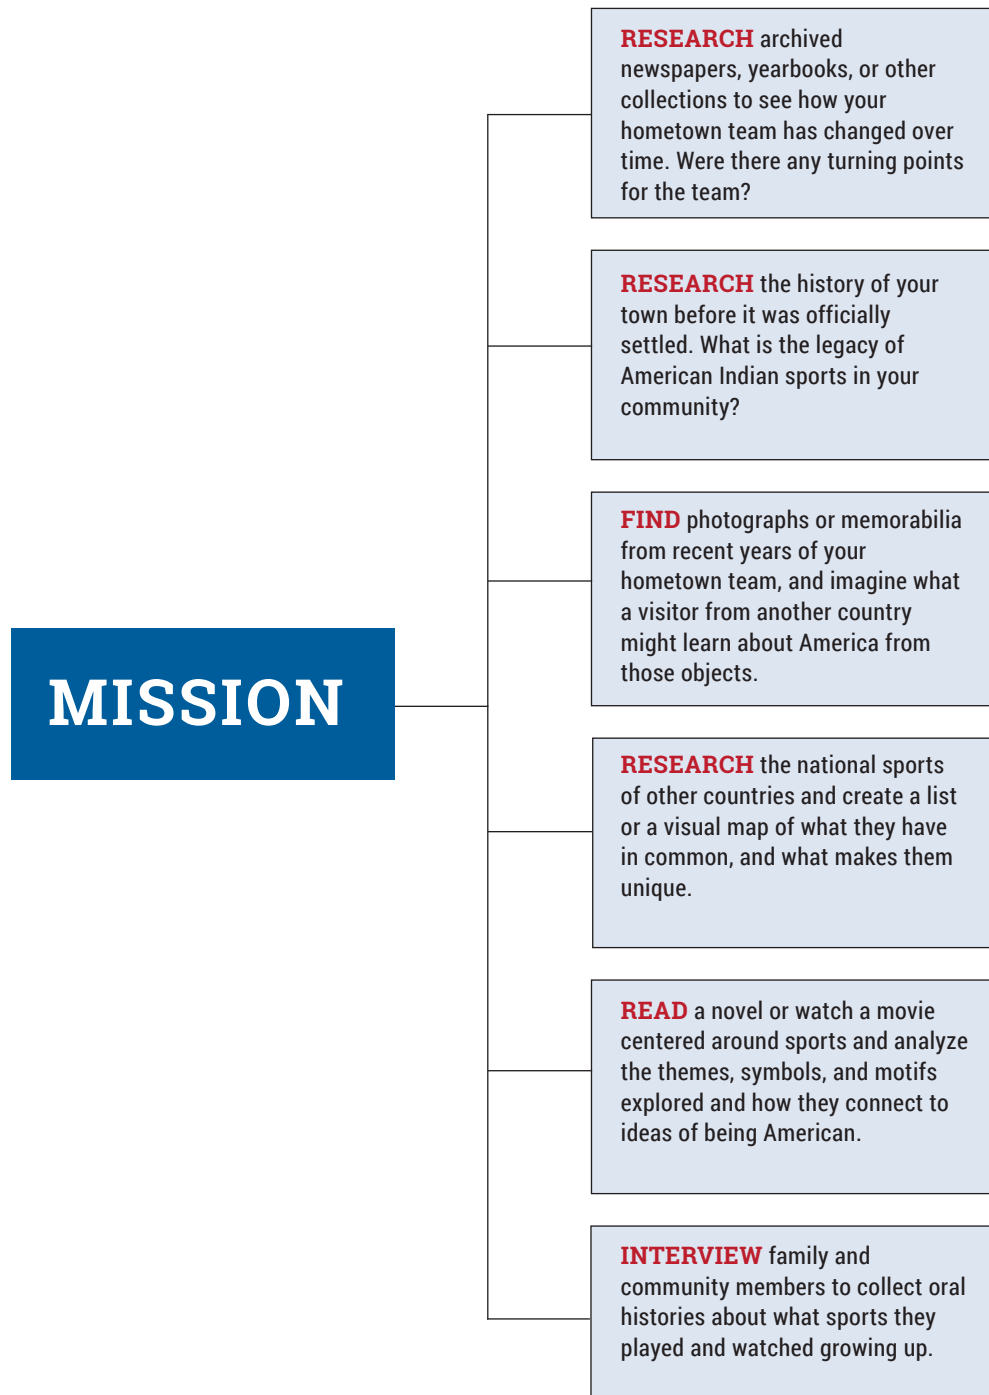 RESEARCH archived
newspapers, yearbooks, or other
collections to see how your
hometown team has changed over
time. Were there any turning points
for the team?
RESEARCH the history of your
town before it was officially
settled. What is the legacy of
American Indian sports in your
community?
FIND photographs or memorabilia
from recent years of your
hometown team, and imagine what
a visitor from another country
might learn about America from
those objects.
MISSION
RESEARCH the national sports
of other countries and create a list
or a visual map of what they have
in common, and what makes them
unique.
READ a novel or watch a movie
centered around sports and analyze
the themes, symbols, and motifs
explored and how they connect to
ideas of being American.
INTERVIEW family and
community members to collect oral
histories about what sports they
played and watched growing up.